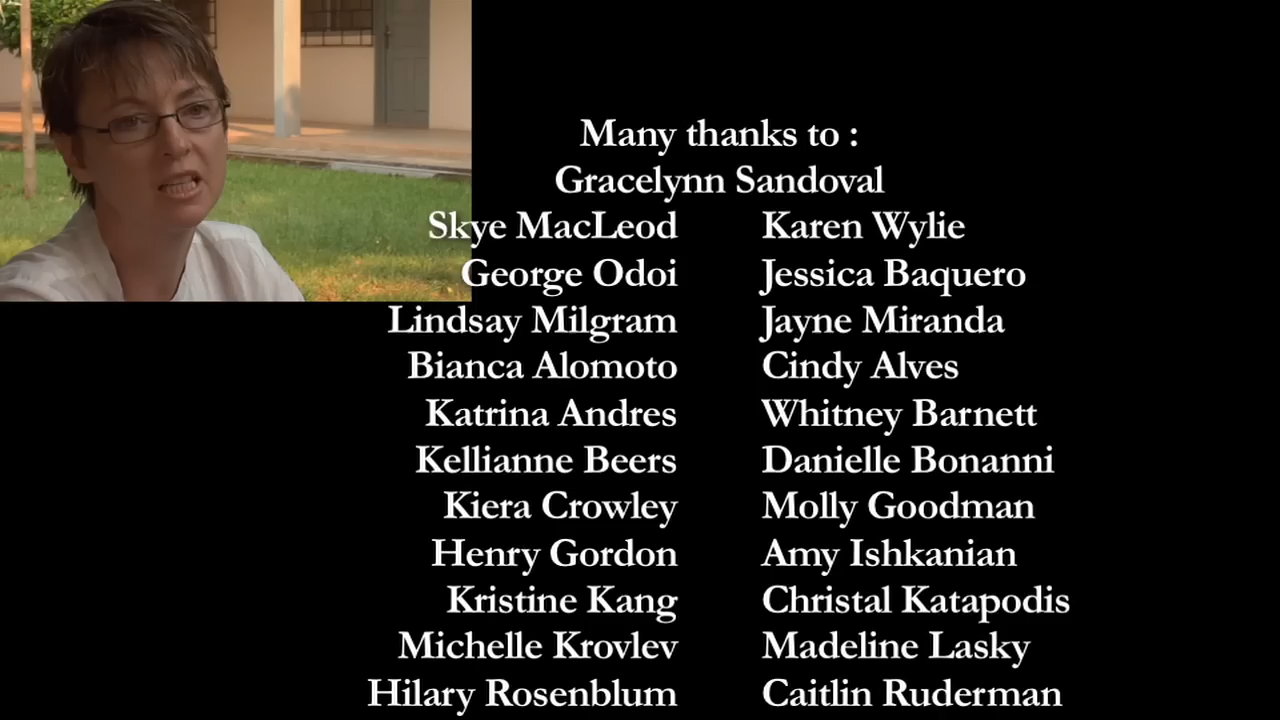 Many thanks to :
Gracelynn Sandoval
Skye MacLeod Karen Wylie
George Odoi Jessica Baquero
Lindsay Milgram Jayne Miranda
Bianca Alomoto Cindy Alves
Katrina Andres Whitney Barnett
Kellianne Beers Danielle Bonanni
Kiera Crowley Molly Goodman
Henry Gordon Amy Ishkanian
Kristine Kang Christal Katapodis
Michelle Krovlev Madeline Lasky
Hilary Rosenblum Caitlin Ruderman